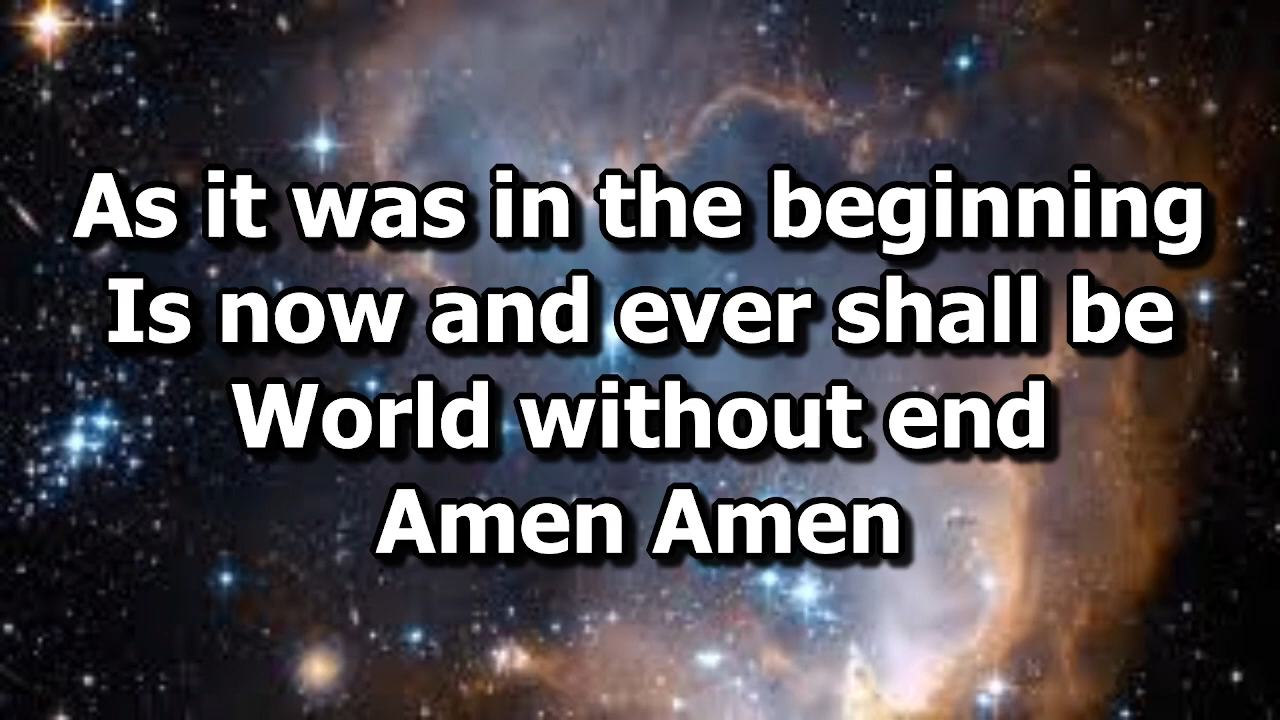 As it was in the beginning
Is now and ever shall be
World without end
Amen Amen